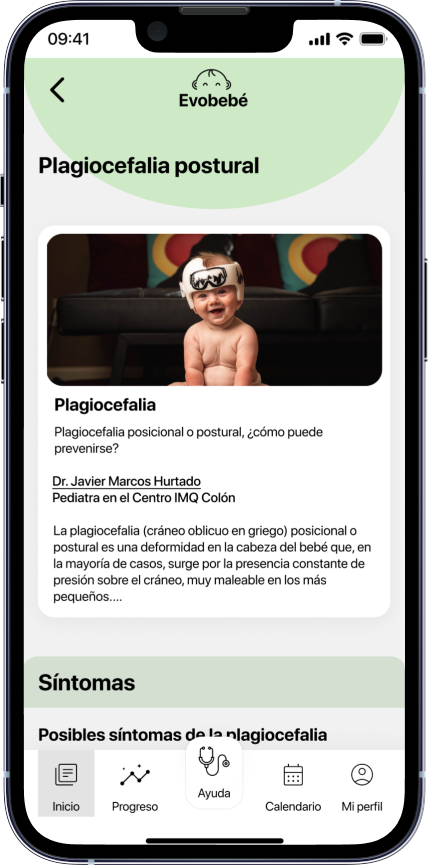 09:41
Evobebé
Plagiocefalia postural
Plagiocefalia
Plagiocefalia posicional o postural, ¿cómo puede
prevenirse?
Dr. Javier Marcos Hurtado
Pediatra en el Centro IMQ Colón
La plagiocefalia (cráneo oblicuo en griego) posicional o
postural es una deformidad en la cabeza del bebé que, en
la mayoría de casos, surge por la presencia constante de
presión sobre el cráneo, muy maleable en los más
pequeños....
Síntomas
Posibles síntomas de la plagiocefalia
Inicio
Progreso
Ayuda
Calendario
Mi perfil